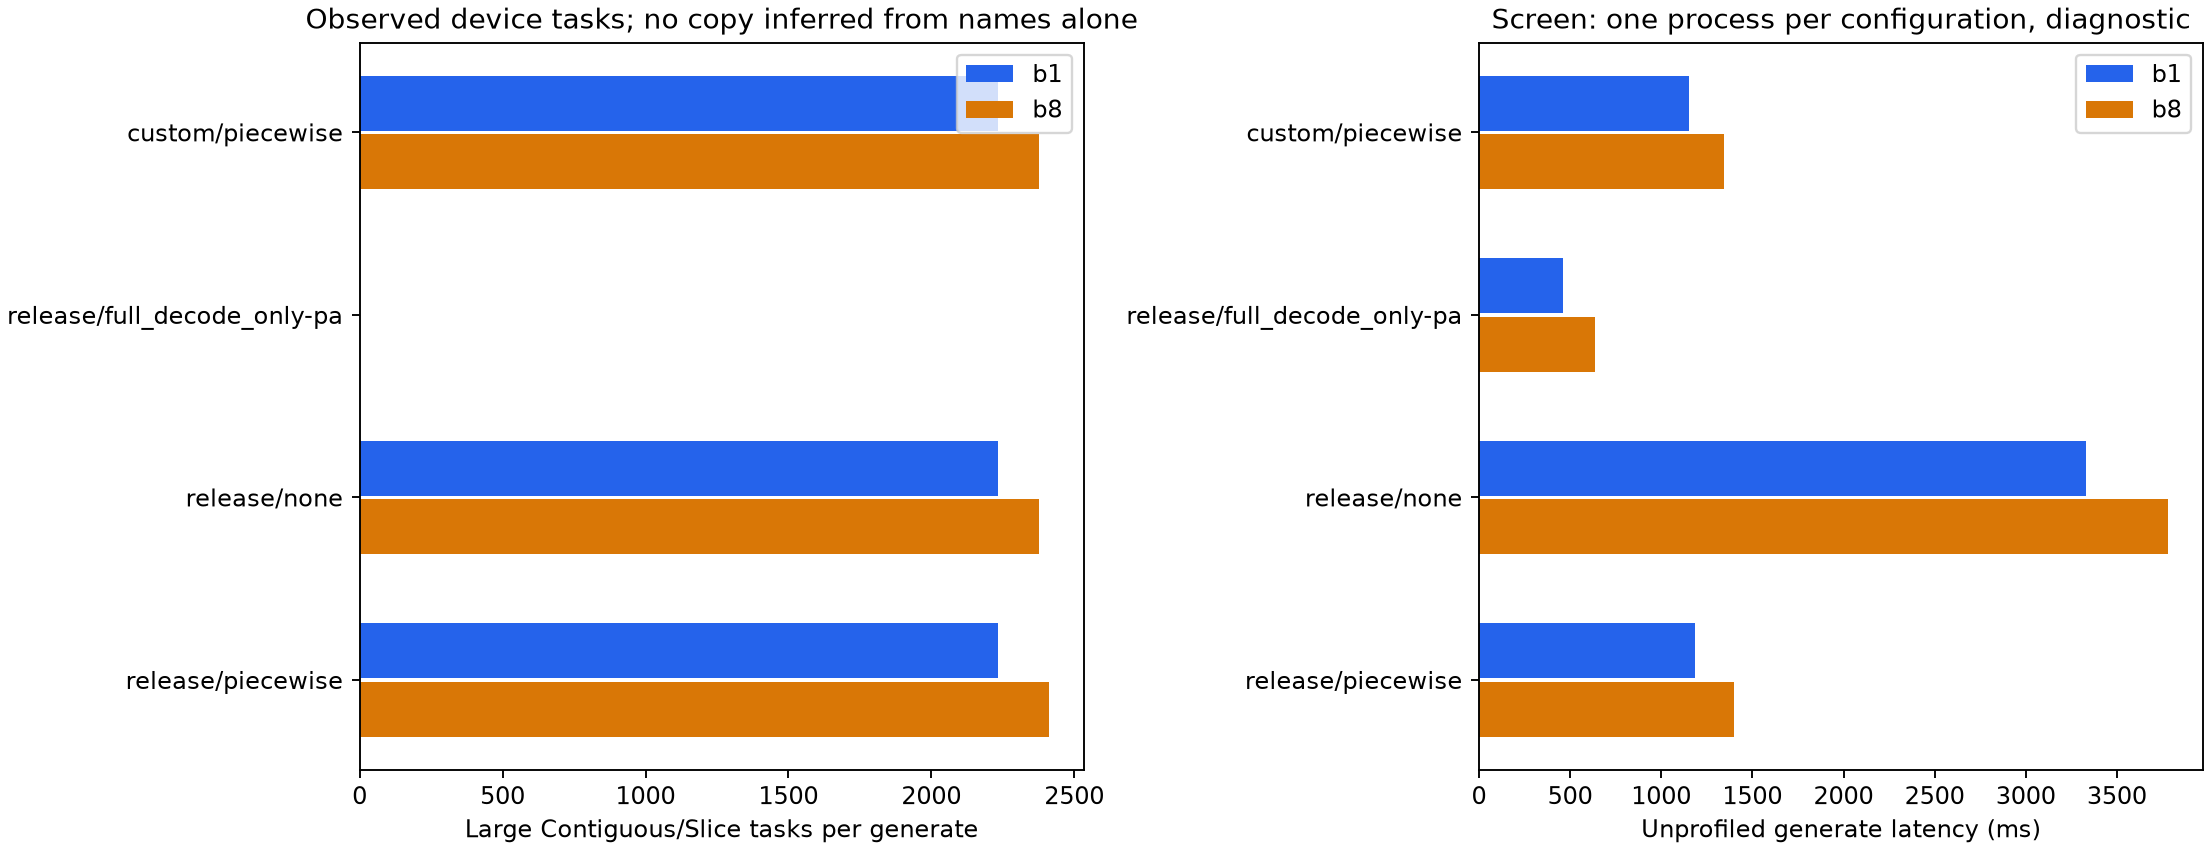 Observed device tasks; no copy inferred from names alone
b1
b8
custom/piecewise
release/full_decode_only-pa
release/none
release/piecewise
0 500 1000 1500 2000 2500
Large Contiguous/Slice tasks per generate
Screen: one process per configuration, diagnostic
b1
b8
custom/piecewise
release/full_decode_only-pa
release/none
release/piecewise
0 500 1000 1500 2000 2500 3000 3500
Unprofiled generate latency (ms)